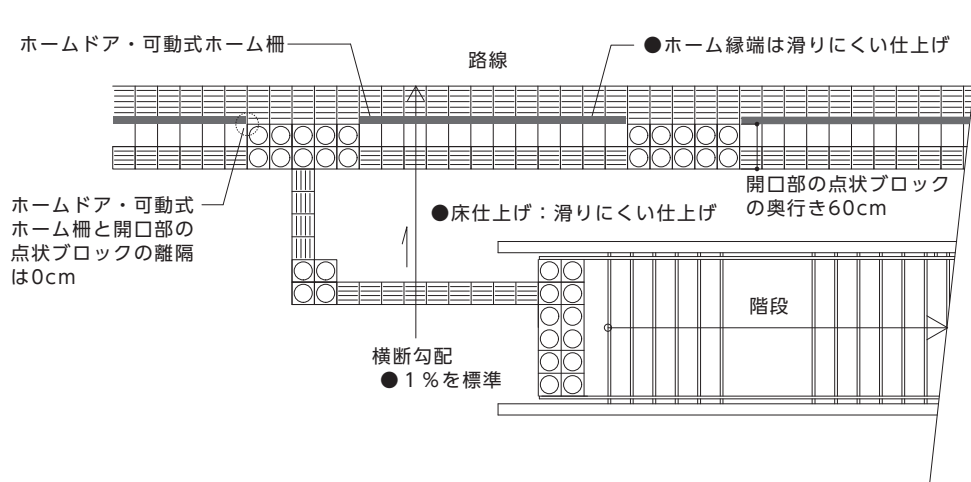 ホームドア・可動式ホーム柵
路線
●ホーム縁端は滑りにくい仕上げ
ホームドア・可動式
ホーム柵と開口部の
点状ブロックの離隔
は0cm
●床仕上げ：滑りにくい仕上げ
開口部の点状ブロック
の奥行き60cm
階段
横断勾配
●１％を標準